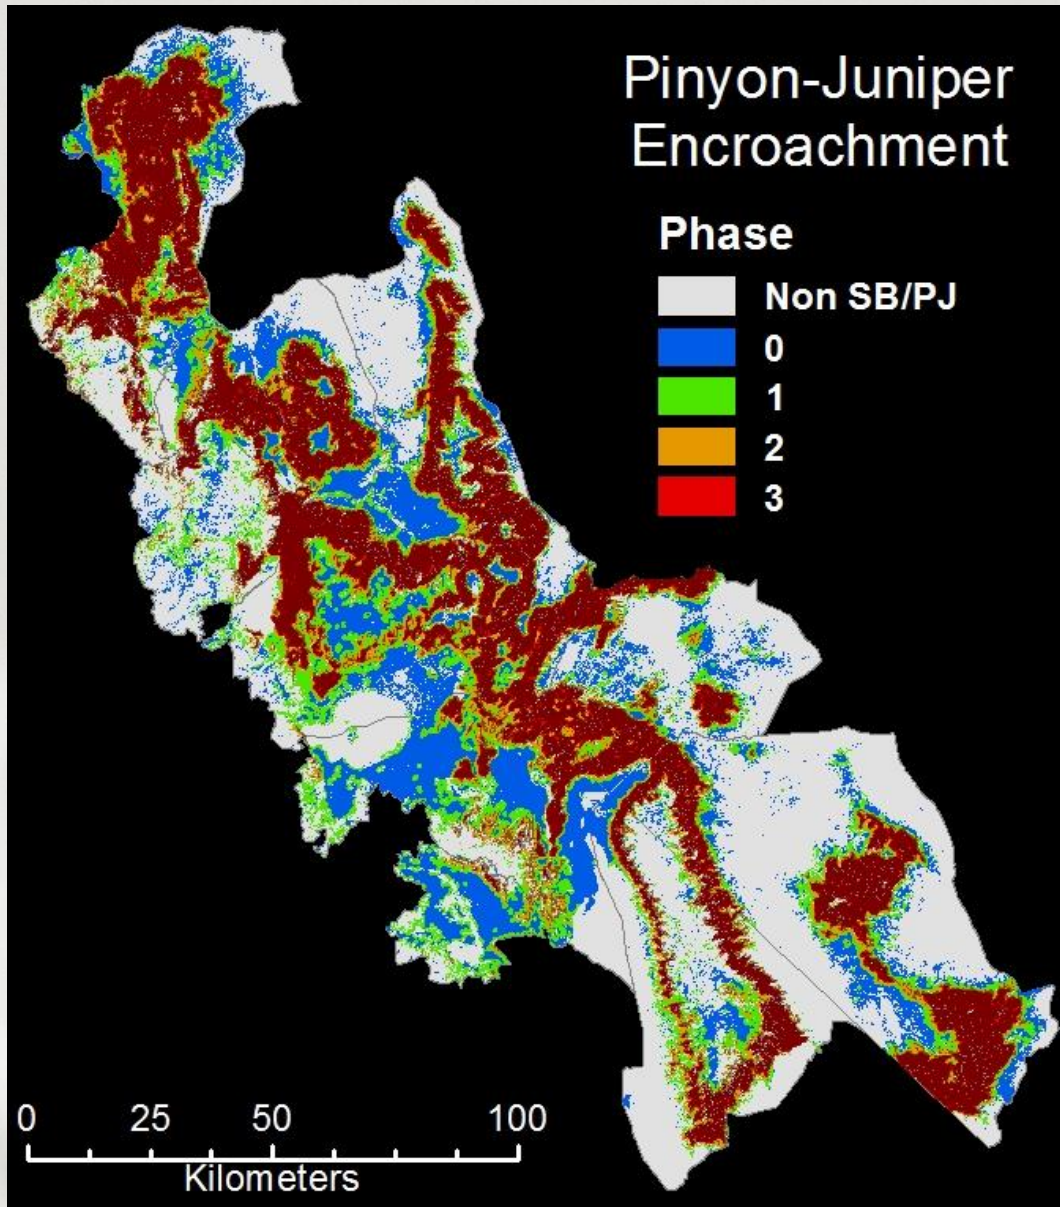 Pinyon-Juniper
Encroachment
Phase
Non SB/PJ
0
1
2
3
0 25 50 100
Kilometers